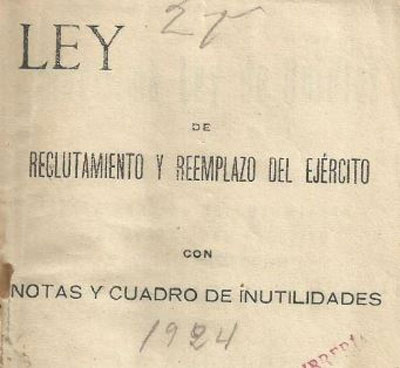 LEY
DE
RECLUTAMIENTO Y REEMPLAZO DEL EJÉRCITO
CON
NOTAS Y CUADRO DE INUTILIDADES
1924